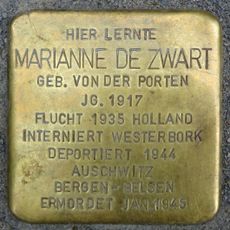 HIER LERNTE
MARIANNE DE ZWART
GEB. VON DER PORTEN
JG. 1917
FLUCHT 1935 HOLLAND
INTERNIERT WESTERBORK
DEPORTIERT 1944
AUSCHWITZ
BERGEN-BELSEN
ERMORDET JAN. 1945